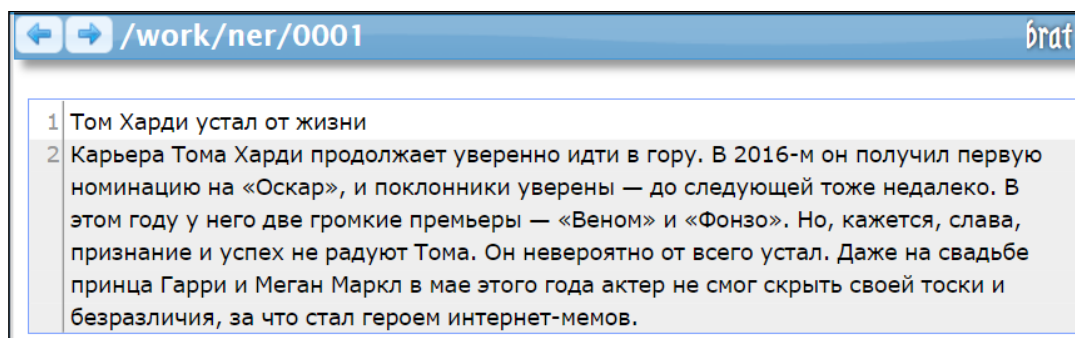 /work/ner/0001
brat
1 Том Харди устал от жизни
2 Карьера Тома Харди продолжает уверенно идти в гору. В 2016-м он получил первую
номинацию на «Оскар», и поклонники уверены — до следующей тоже недалеко. В
этом году у него две громкие премьеры — «Веном» и «Фонзо». Но, кажется, слава,
признание и успех не радуют Тома. Он невероятно от всего устал. Даже на свадьбе
принца Гарри и Меган Маркл в мае этого года актер не смог скрыть своей тоски и
безразличия, за что стал героем интернет-мемов.